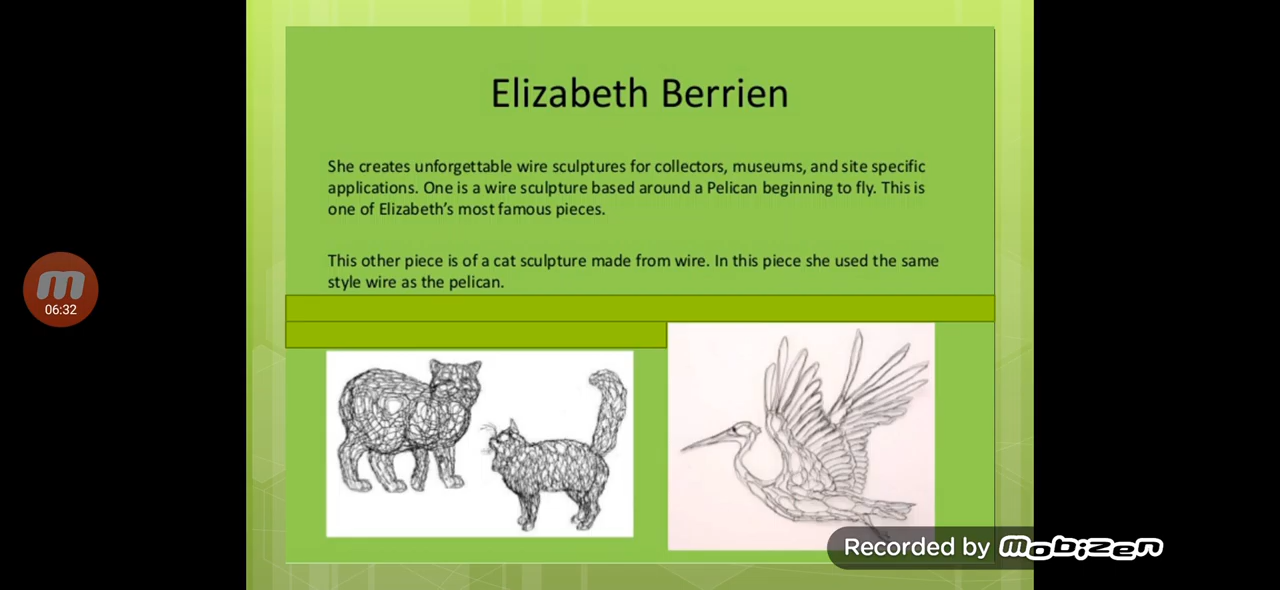 Elizabeth Berrien
She creates unforgettable wire sculptures for collectors, museums, and site specific
applications. One is a wire sculpture based around a Pelican beginning to fly. This is
one of Elizabeth’s most famous pieces.
This other piece is of a cat sculpture made from wire. In this piece she used the same
style wire as the pelican.
m
06:32
Recorded by mobizen